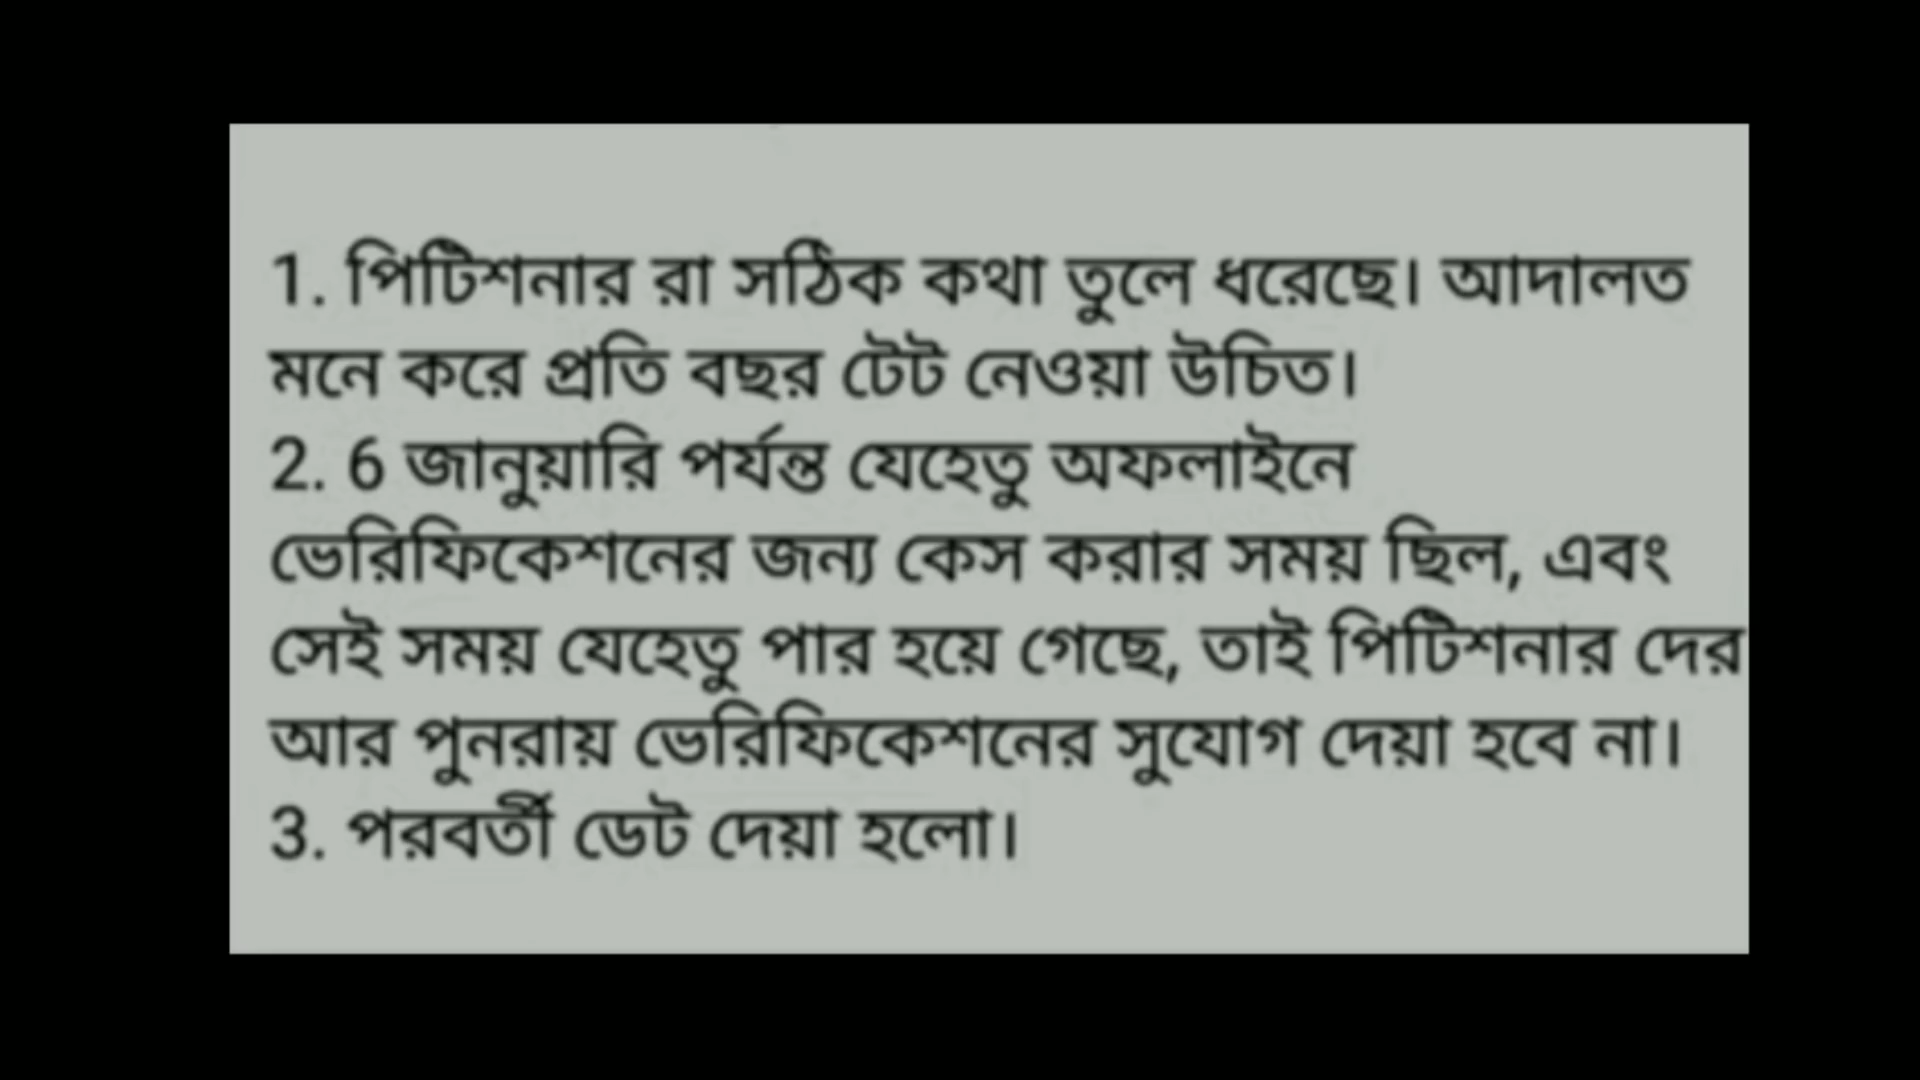 1. পিটিশনার রা সঠিক কথা তুলে ধরেছে। আদালত
মনে করে প্রতি বছর টেট নেওয়া উচিত।
2. 6 জানুয়ারি পর্যন্ত যেহেতু অফলাইনে
ভেরিফিকেশনের জন্য কেস করার সময় ছিল, এবং
সেই সময় যেহেতু পার হয়ে গেছে, তাই পিটিশনার দের
আর পুনরায় ভেরিফিকেশনের সুযোগ দেয়া হবে না।
3. পরবর্তী ডেট দেয়া হলো।